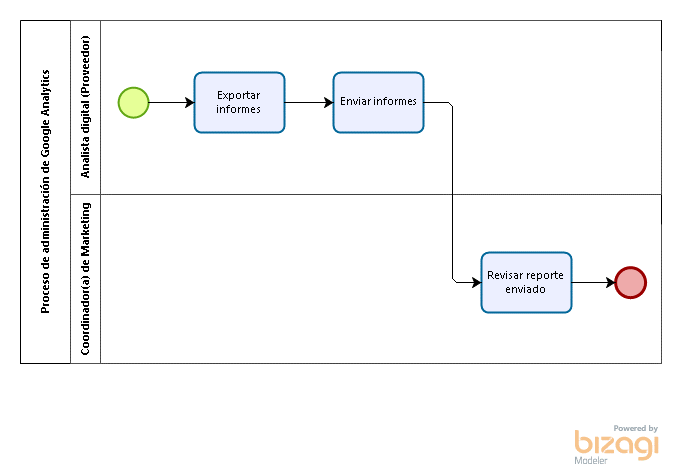 Proceso de administración de Google Analytics
Analista digital (Proveedor)
Exportar
informes
Enviar informes
Coordinador(a) de Marketing
Revisar reporte
enviado
Powered by
bizagi
Modeler